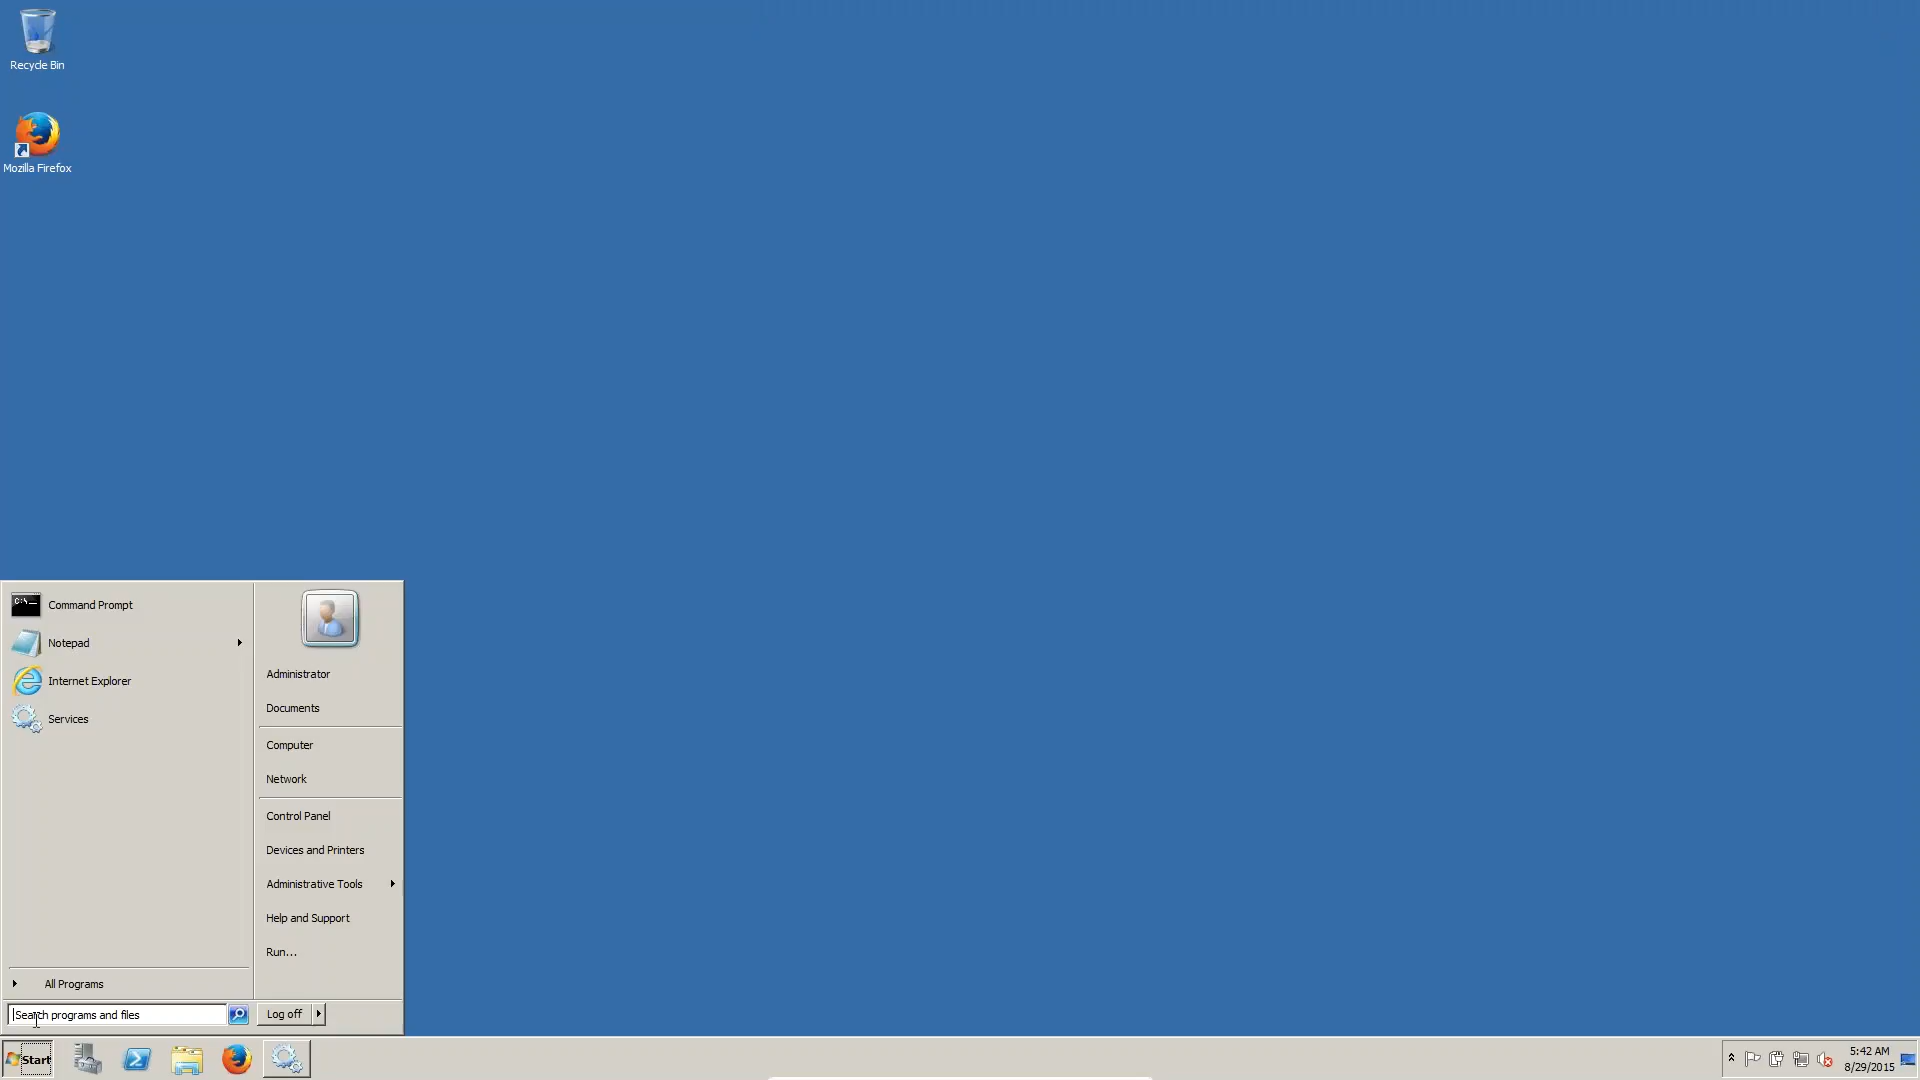 Recycle Bin
Mozilla Firefox
Command Prompt
Notepad
Internet Explorer
Services
All Programs
Search programs and files
Administrator
Documents
Computer
Network
Control Panel
Devices and Printers
Administrative Tools
Help and Support
Run...
Log off
Start
5:42 AM
8/29/2015